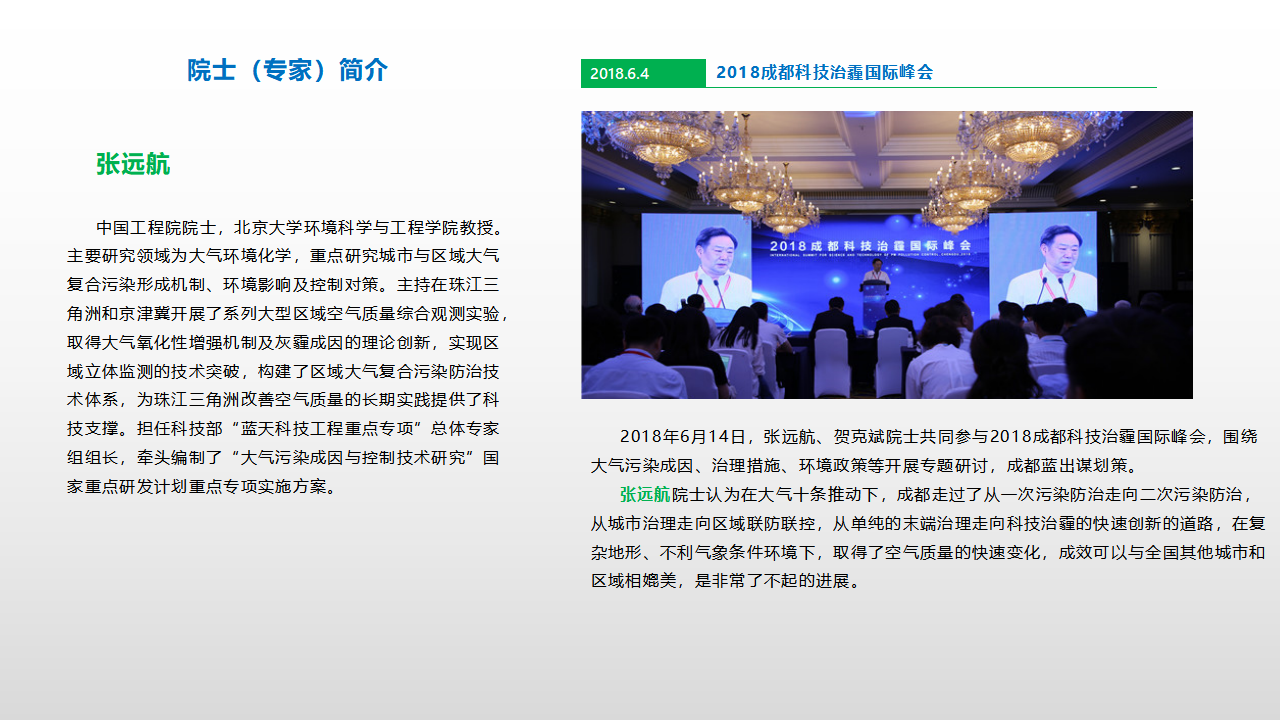 院士（专家）简介
张远航
中国工程院院士，北京大学环境科学与工程学院教授。
主要研究领域为大气环境化学，重点研究城市与区域大气
复合污染形成机制、环境影响及控制对策。主持在珠江三
角洲和京津冀开展了系列大型区域空气质量综合观测实验，
取得大气氧化性增强机制及灰霾成因的理论创新，实现区
域立体监测的技术突破，构建了区域大气复合污染防治技
术体系，为珠江三角洲改善空气质量的长期实践提供了科
技支撑。担任科技部“蓝天科技工程重点专项”总体专家
组组长，牵头编制了“大气污染成因与控制技术研究”国
家重点研发计划重点专项实施方案。
2018.6.4
2018成都科技治霾国际峰会
2018成都科技治霾国际峰会
INTERNATIONAL SUMMIT FOR SCIENCE AND TECHNOLOGY OF PM POLLUTION CONTROL, CHENGDU, 2018
2018年6月14日，张远航、贺克斌院士共同参与2018成都科技治霾国际峰会，围绕
大气污染成因、治理措施、环境政策等开展专题研讨，成都蓝出谋划策。
张远航院士认为在大气十条推动下，成都走过了从一次污染防治走向二次污染防治，
从城市治理走向区域联防联控，从单纯的末端治理走向科技治霾的快速创新的道路，在复
杂地形、不利气象条件环境下，取得了空气质量的快速变化，成效可以与全国其他城市和
区域相媲美，是非常了不起的进展。